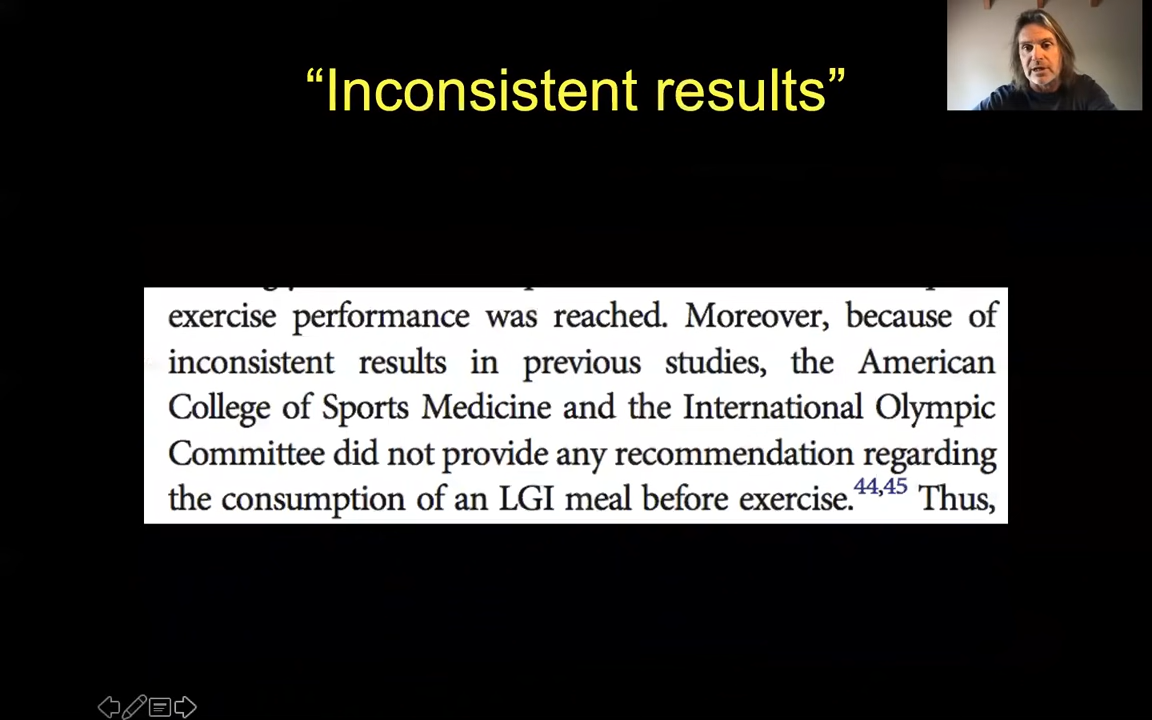 “Inconsistent results”
exercise performance was reached. Moreover, because of
inconsistent results in previous studies, the American
College of Sports Medicine and the International Olympic
Committee did not provide any recommendation regarding
the consumption of an LGI meal before exercise.44,45 Thus,